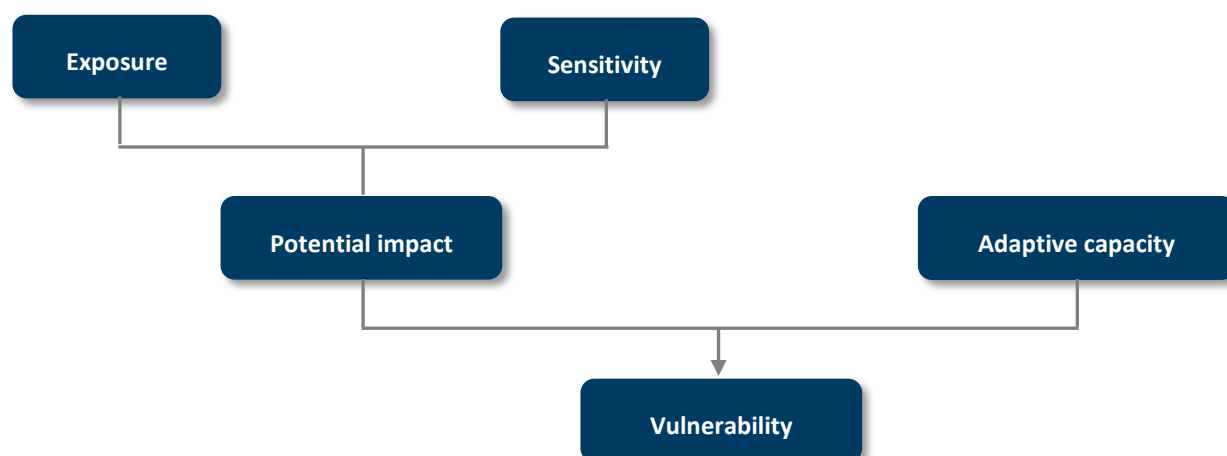 Exposure
Sensitivity
Potential impact
Adaptive capacity
Vulnerability